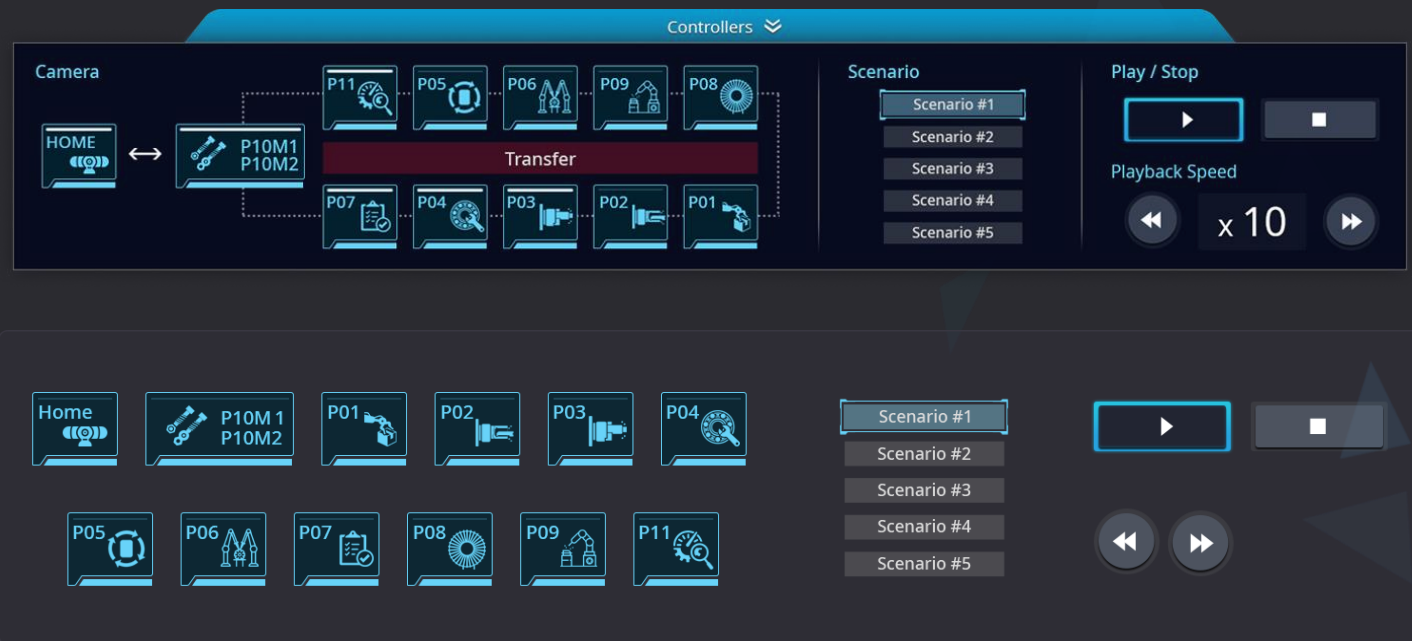 Controllers
Camera
HOME
P10M1
P10M2
P11
P05
P06
P09
P08
Transfer
P07
P04
P03
P02
P01
Scenario
Scenario #1
Scenario #2
Scenario #3
Scenario #4
Scenario #5
Play / Stop
Playback Speed
x 10
Home
P10M1
P10M2
P01
P02
P03
P04
P05
P06
P07
P08
P09
P11
Scenario #1
Scenario #2
Scenario #3
Scenario #4
Scenario #5